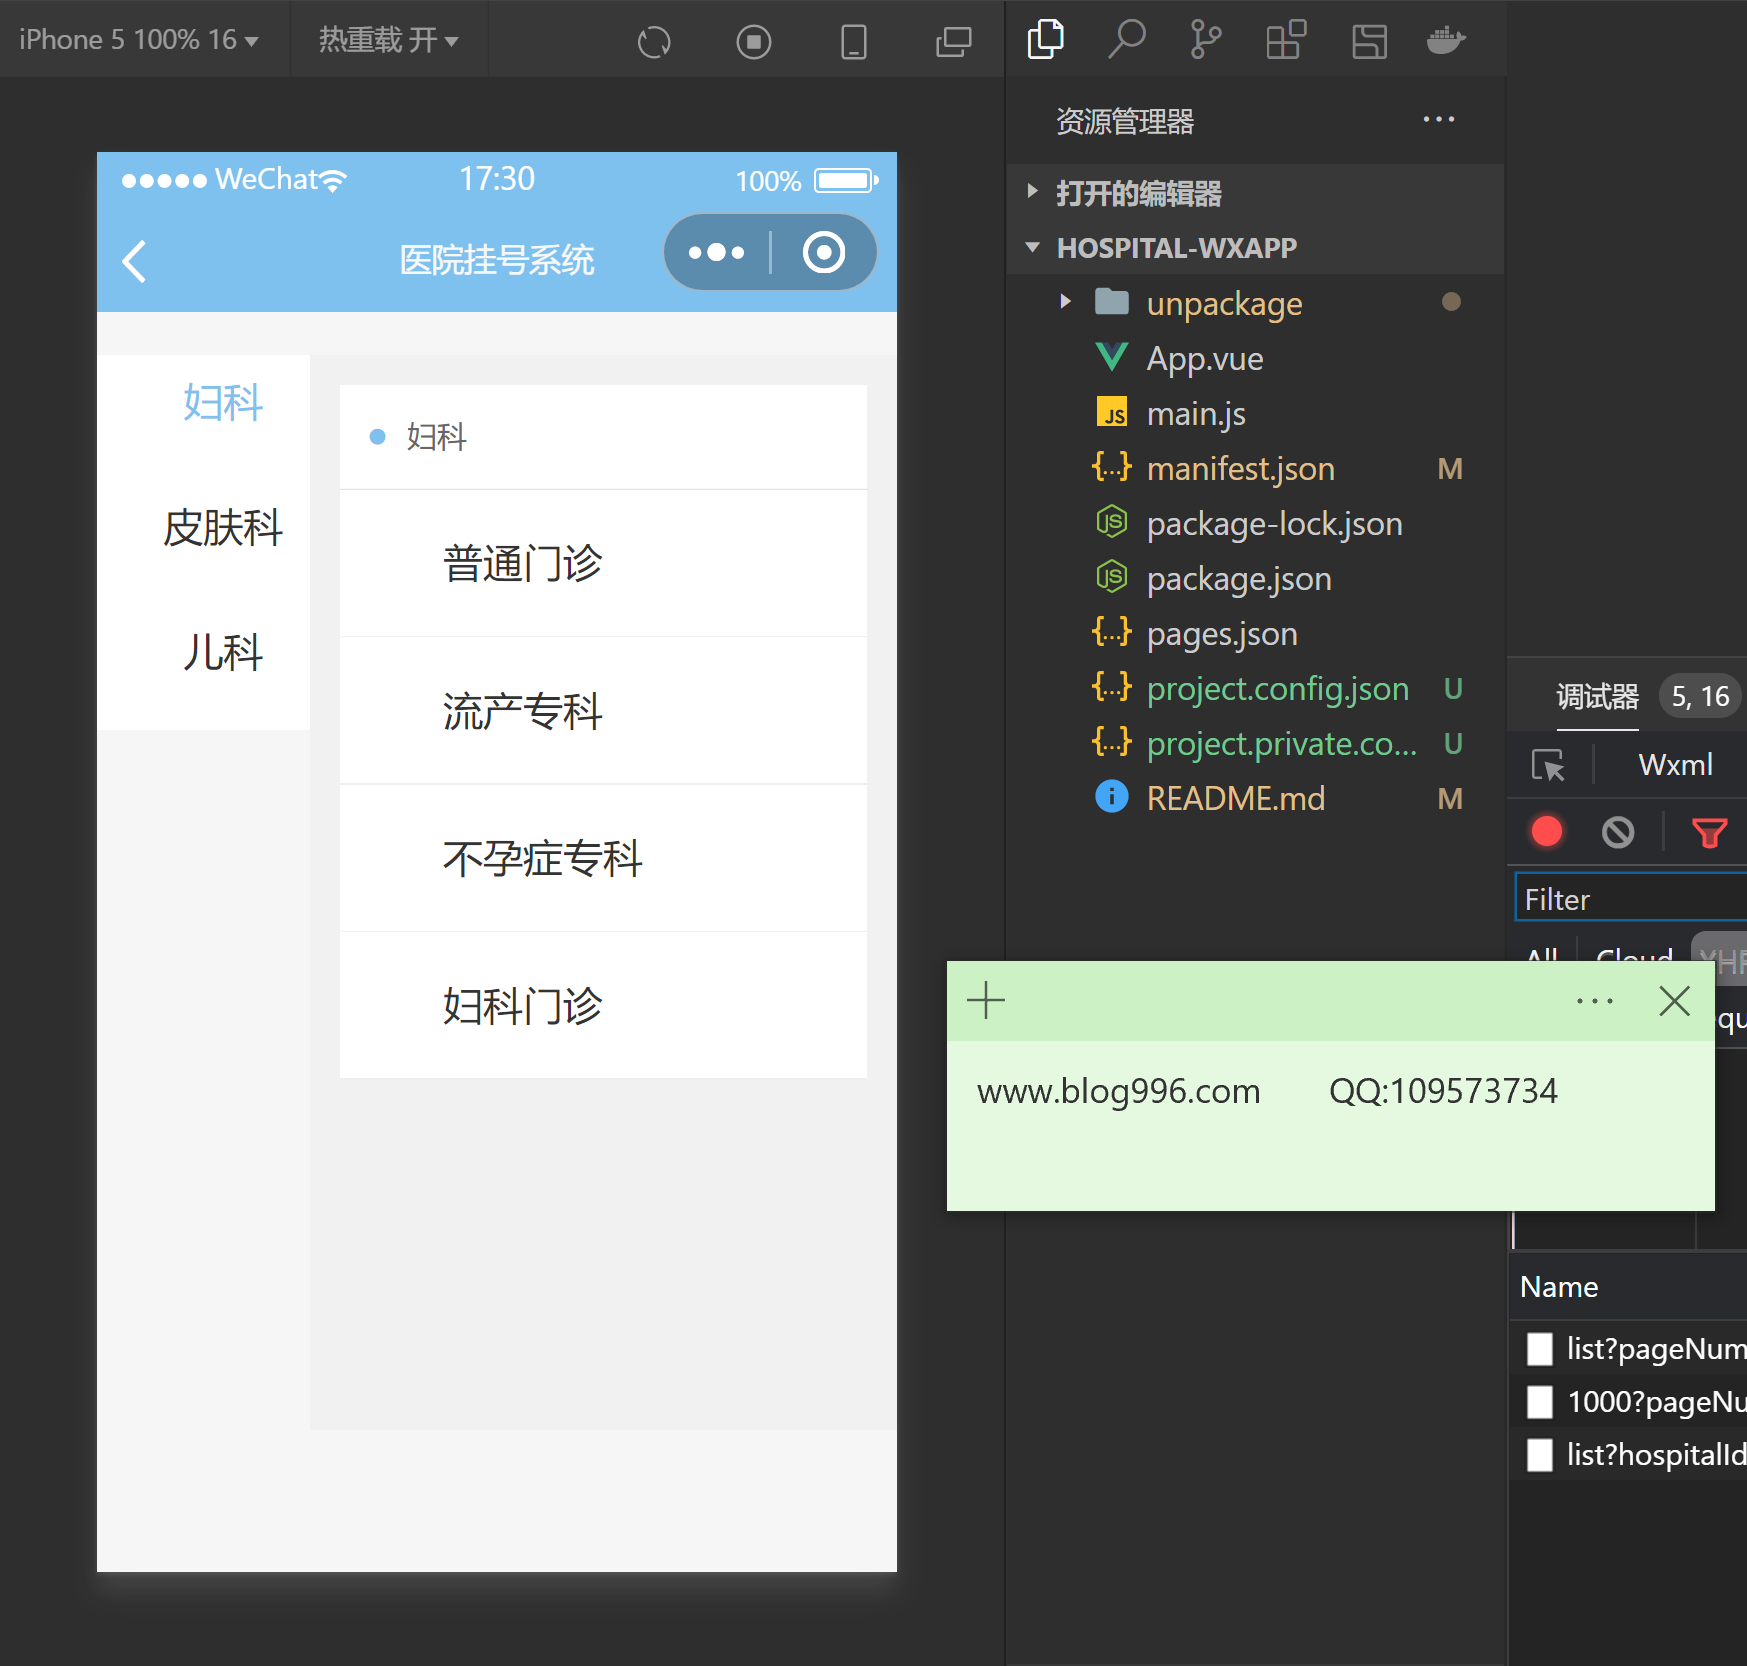 iPhone 5 100% 16
热重载 开
WeChat
17:30
100%
医院挂号系统
妇科
皮肤科
儿科
妇科
普通门诊
流产专科
不孕症专科
妇科门诊
资源管理器
打开的编辑器
HOSPITAL-WXAPP
unpackage
App.vue
JS main.js
{...} manifest.json M
JS package-lock.json
JS package.json
{...} pages.json
{...} project.config.json U
{...} project.private.co... U
README.md M
调试器 5, 16
Wxml
Filter
All Cloud
www.blog996.com QQ:109573734
Name
list?pageNum
1000?pageNu
list?hospitalId